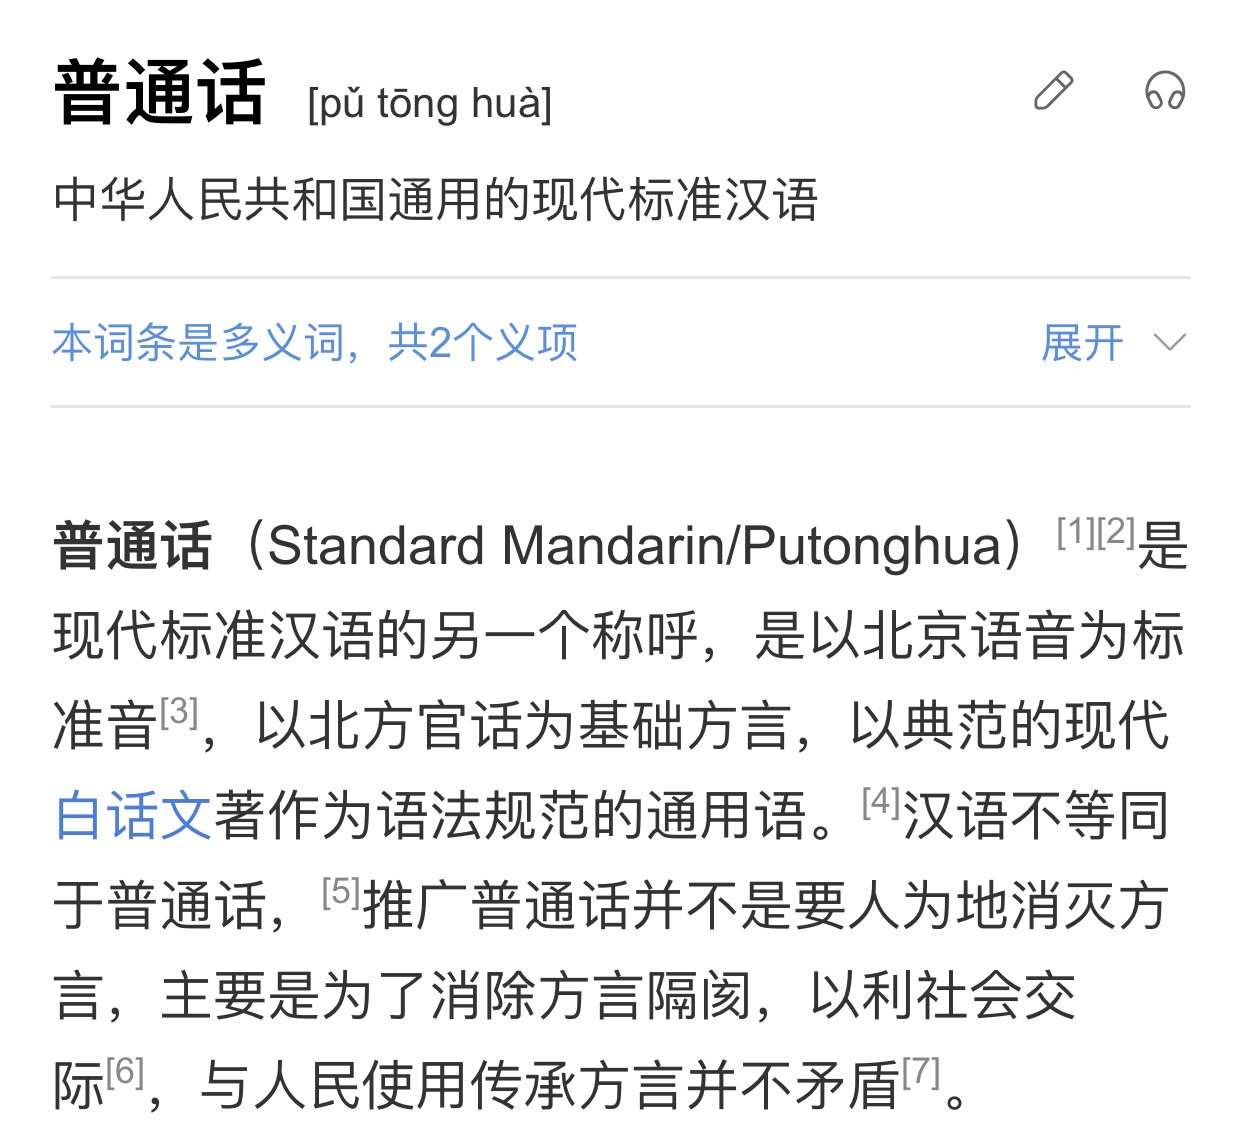 普通话 [pǔ tōng huà]
中华人民共和国通用的现代标准汉语
本词条是多义词，共2个义项 展开
普通话（Standard Mandarin/Putonghua）[1][2]是
现代标准汉语的另一个称呼，是以北京语音为标
准音[3]，以北方官话为基础方言，以典范的现代
白话文著作为语法规范的通用语。[4]汉语不等同
于普通话，[5]推广普通话并不是要人为地消灭方
言，主要是为了消除方言隔阂，以利社会交
际[6]，与人民使用传承方言并不矛盾[7]。